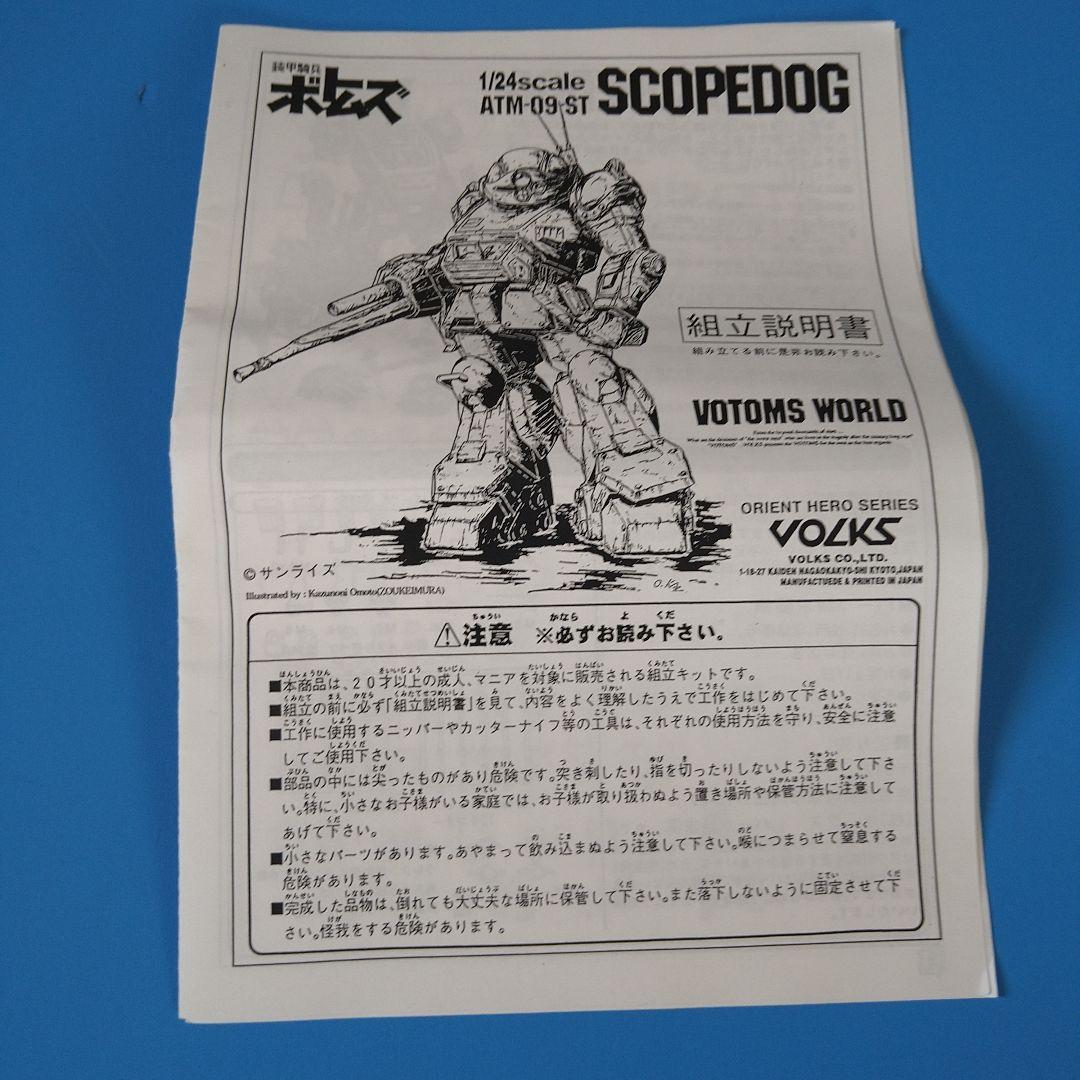 装甲騎兵
ボトムズ
1/24scale
ATM-09-ST
SCOPEDOG
組立説明書
組み立てる前に是非お読み下さい。
VOTOMS WORLD
ORIENT HERO SERIES
VOLKS
VOLKS CO.,LTD.
1-18-27 KAIDEN NAGAOKAKYO-SHI KYOTO,JAPAN
MANUFACTUEDE & PRINTED IN JAPAN
©サンライズ
Illustrated by : Kazunoni Omoto(ZOUKEIMURA)
⚠注意 ※必ずお読み下さい。
■本商品は、20才以上の成人、マニアを対象に販売される組立キットです。
■組立の前に必ず「組立説明書」を見て、内容をよく理解したうえで工作をはじめて下さい。
■工作に使用するニッパーやカッターナイフ等の工具は、それぞれの使用方法を守り、安全に注意
してご使用下さい。
■部品の中には尖ったものがあり危険です。突き刺したり、指を切ったりしないよう注意して下さ
い。特に、小さなお子様がいる家庭では、お子様が取り扱わぬよう置き場所や保管方法に注意して
あげて下さい。
■小さなパーツがあります。あやまって飲み込まぬよう注意して下さい。喉につまらせて窒息する
危険があります。
■完成した品物は、倒れても大丈夫な場所に保管して下さい。また落下しないように固定させて下
さい。怪我をする危険があります。